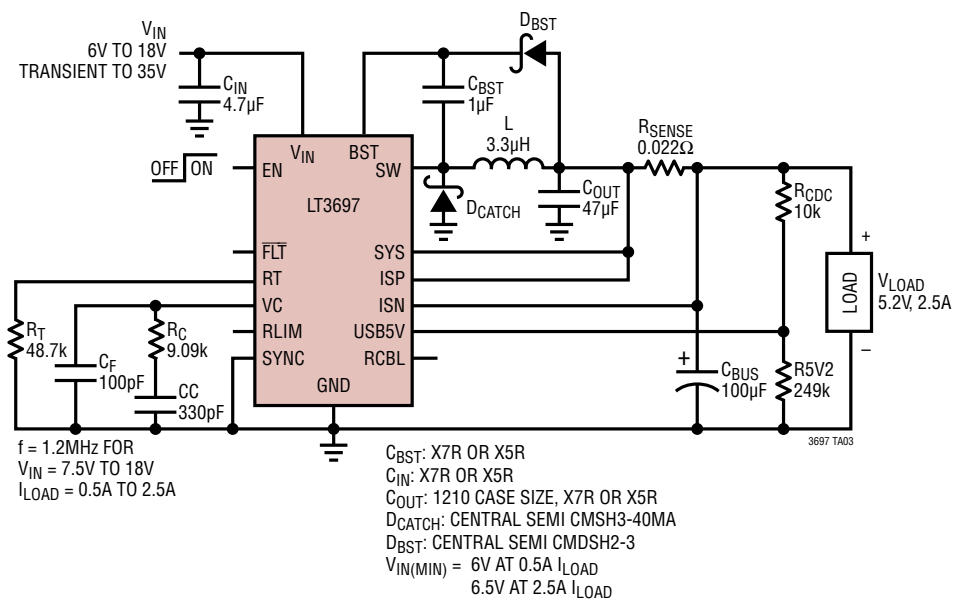 VIN
6V TO 18V
TRANSIENT TO 35V
CIN
4.7µF
DBST
CBST
1µF
L
3.3µH
RSENSE
0.022Ω
OFF ON
VIN
BST
EN
SW
LT3697
DCATCH
COUT
47µF
RCDC
10k
FLT
SYS
RT
ISP
VC
ISN
RLIM
USB5V
SYNC
RCBL
GND
+
LOAD
VLOAD
5.2V, 2.5A
–
RT
48.7k
CF
100pF
RC
9.09k
CC
330pF
+
CBUS
100µF
R5V2
249k
3697 TA03
f = 1.2MHz FOR
VIN = 7.5V TO 18V
ILOAD = 0.5A TO 2.5A
CBST: X7R OR X5R
CIN: X7R OR X5R
COUT: 1210 CASE SIZE, X7R OR X5R
DCATCH: CENTRAL SEMI CMSH3-40MA
DBST: CENTRAL SEMI CMDSH2-3
VIN(MIN) = 6V AT 0.5A ILOAD
6.5V AT 2.5A ILOAD